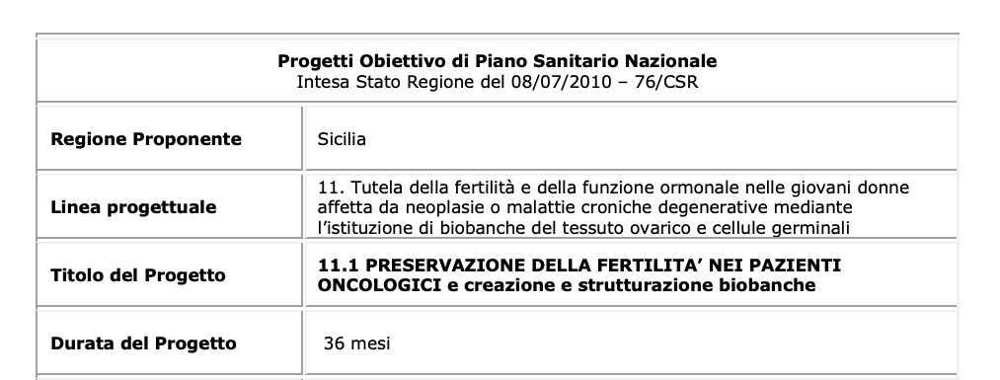 Progetti Obiettivo di Piano Sanitario Nazionale
Intesa Stato Regione del 08/07/2010 – 76/CSR
Regione Proponente
Sicilia
Linea progettuale
11. Tutela della fertilità e della funzione ormonale nelle giovani donne
affetta da neoplasie o malattie croniche degenerative mediante
l’istituzione di biobanche del tessuto ovarico e cellule germinali
Titolo del Progetto
11.1 PRESERVAZIONE DELLA FERTILITA’ NEI PAZIENTI
ONCOLOGICI e creazione e strutturazione biobanche
Durata del Progetto
36 mesi